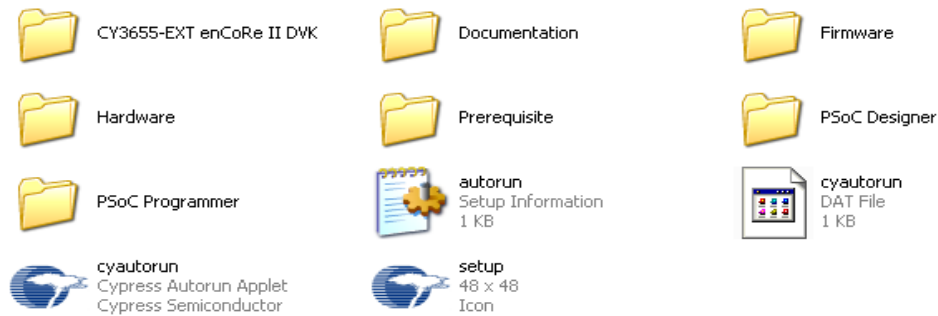 CY3655-EXT enCoRe II DVK
Documentation
Firmware
Hardware
Prerequisite
PSoC Designer
PSoC Programmer
autorun
Setup Information
1 KB
cyautorun
DAT File
1 KB
cyautorun
Cypress Autorun Applet
Cypress Semiconductor
setup
48 x 48
Icon